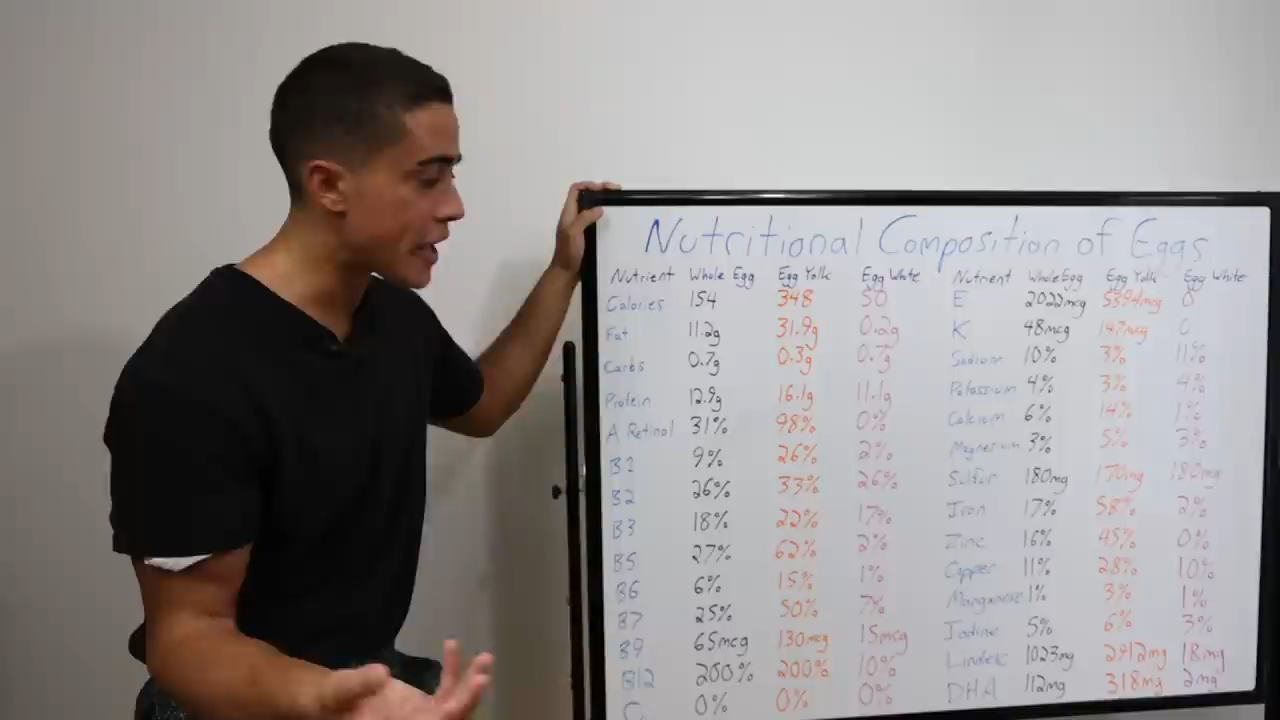 Nutritional Composition of Eggs
Nutrient Whole Egg Egg Yolk Egg White Nutrient Whole Egg Egg Yolk Egg White
Calories 154 348 50 E 2022mcg 5394mcg 0
Fat 11.2g 31.9g 0.2g K 48mcg 147mcg 0
Carbs 0.7g 0.3g 0.7g Sodium 10% 3% 11%
Protein 12.9g 16.1g 11.1g Potassium 4% 3% 4%
A Retinol 31% 98% 0% Calcium 6% 14% 1%
B1 9% 26% 2% Magnesium 3% 5% 3%
B2 26% 33% 26% Sulfur 180mg 170mg 180mg
B3 18% 22% 17% Iron 17% 58% 2%
B5 27% 62% 2% Zinc 16% 45% 0%
B6 6% 15% 1% Copper 11% 28% 10%
B7 25% 50% 7% Manganese 1% 3% 1%
B9 65mcg 130mcg 15mcg Iodine 5% 6% 3%
B12 200% 200% 10% Linoleic 1023mg 18mg
C 0% 0% 0% DHA 112mg 318mg 2mg